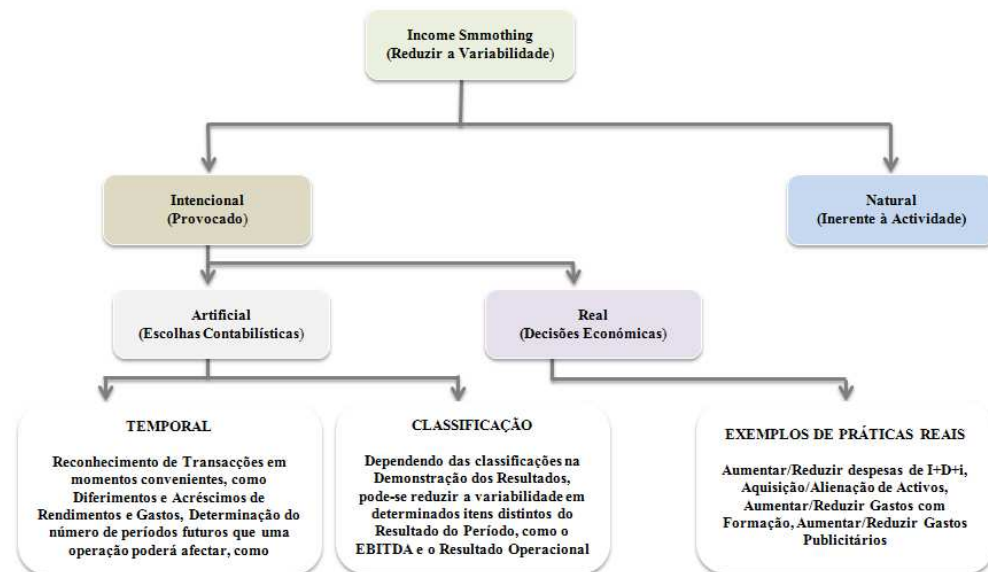 Income Smmothing
(Reduzir a Variabilidade)
Intencional
(Provocado)
Natural
(Inerente à Actividade)
Artificial
(Escolhas Contabilísticas)
Real
(Decisões Económicas)
TEMPORAL
Reconhecimento de Transacções em
momentos convenientes, como
Diferimentos e Acréscimos de
Rendimentos e Gastos, Determinação do
número de períodos futuros que uma
operação poderá afectar, como
CLASSIFICAÇÃO
Dependendo das classificações na
Demonstração dos Resultados,
pode-se reduzir a variabilidade em
determinados itens distintos do
Resultado do Período, como o
EBITDA e o Resultado Operacional
EXEMPLOS DE PRÁTICAS REAIS
Aumentar/Reduzir despesas de I+D+i,
Aquisição/Alienação de Activos,
Aumentar/Reduzir Gastos com
Formação, Aumentar/Reduzir Gastos
Publicitários